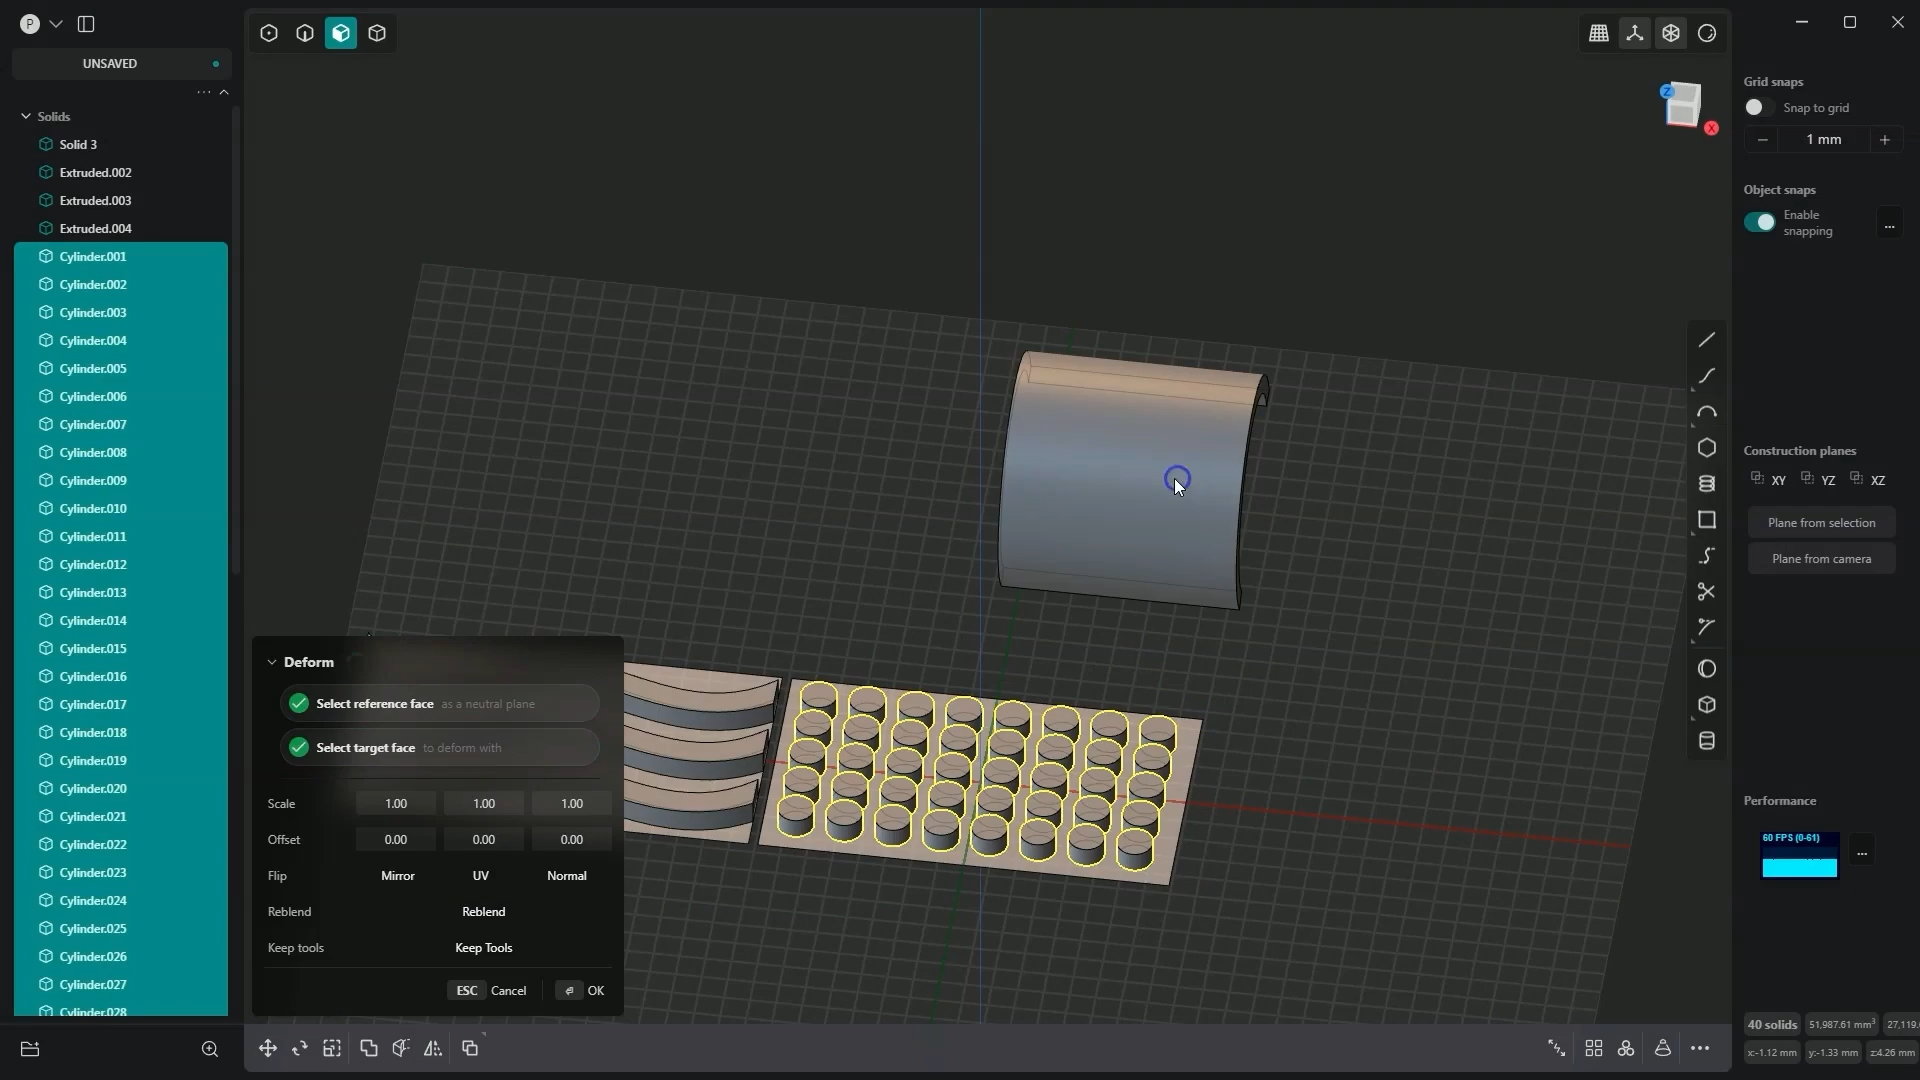 P
UNSAVED
Solids
Solid 3
Extruded.002
Extruded.003
Extruded.004
Cylinder.001
Cylinder.002
Cylinder.003
Cylinder.004
Cylinder.005
Cylinder.006
Cylinder.007
Cylinder.008
Cylinder.009
Cylinder.010
Cylinder.011
Cylinder.012
Cylinder.013
Cylinder.014
Cylinder.015
Cylinder.016
Cylinder.017
Cylinder.018
Cylinder.019
Cylinder.020
Cylinder.021
Cylinder.022
Cylinder.023
Cylinder.024
Cylinder.025
Cylinder.026
Cylinder.027
Cylinder.028
Deform
Select reference face as a neutral plane
Select target face to deform with
Scale 1.00 1.00 1.00
Offset 0.00 0.00 0.00
Flip Mirror UV Normal
Reblend Reblend
Keep tools Keep Tools
ESC Cancel OK
Z
X
Grid snaps
Snap to grid
1 mm
Object snaps
Enable
snapping
Construction planes
XY YZ XZ
Plane from selection
Plane from camera
Performance
60 FPS (0-61)
40 solids 51,987.61 mm³ 27,119.
x:-1.12 mm y:-1.33 mm z:4.26 mm